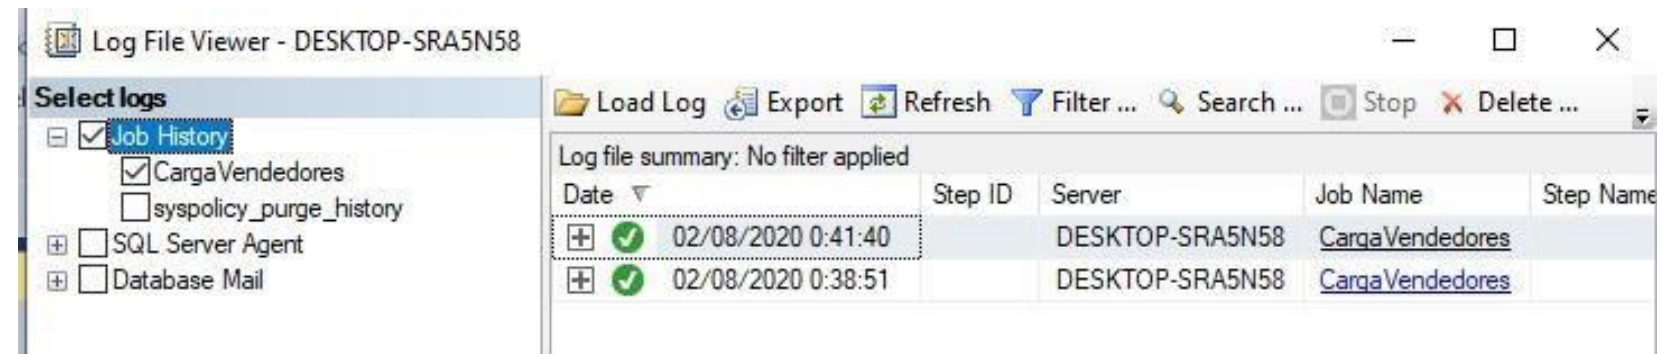 Log File Viewer - DESKTOP-SRA5N58
Select logs
Job History
CargaVendedores
syspolicy_purge_history
SQL Server Agent
Database Mail
Load Log Export Refresh Filter ... Search ... Stop Delete ...
Log file summary: No filter applied
Date Step ID Server Job Name Step Name
02/08/2020 0:41:40 DESKTOP-SRA5N58 CargaVendedores
02/08/2020 0:38:51 DESKTOP-SRA5N58 CargaVendedores